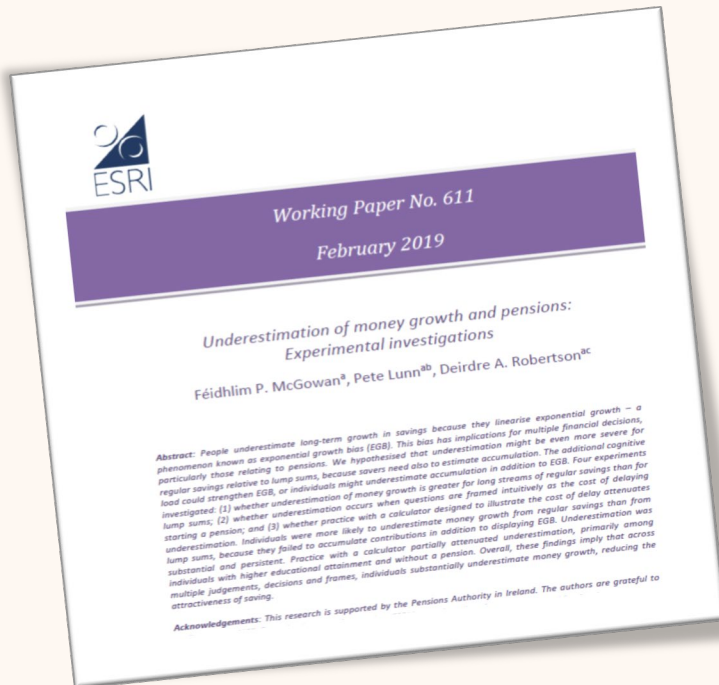 ESRI
Working Paper No. 611
February 2019
Underestimation of money growth and pensions:
Experimental investigations
Féidhlim P. McGowanᵃ, Pete Lunnᵃᵇ, Deirdre A. Robertsonᵃᶜ
Abstract: People underestimate long-term growth in savings because they linearise exponential growth – a
phenomenon known as exponential growth bias (EGB). This bias has implications for multiple financial decisions,
particularly those relating to pensions. We hypothesised that underestimation might be even more severe for
regular savings relative to lump sums, because savers need also to estimate accumulation. The additional cognitive
load could strengthen EGB, or individuals might underestimate accumulation in addition to EGB. Four experiments
investigated: (1) whether underestimation of money growth is greater for long streams of regular savings than for
lump sums; (2) whether underestimation occurs when questions are framed intuitively as the cost of delaying
starting a pension; and (3) whether practice with a calculator designed to illustrate the cost of delay attenuates
underestimation. Individuals were more likely to underestimate money growth from regular savings than from
lump sums, because they failed to accumulate contributions in addition to displaying EGB. Underestimation was
substantial and persistent. Practice with a calculator partially attenuated underestimation, primarily among
individuals with higher educational attainment and without a pension. Overall, these findings imply that across
multiple judgements, decisions and frames, individuals substantially underestimate money growth, reducing the
attractiveness of saving.
Acknowledgements: This research is supported by the Pensions Authority in Ireland. The authors are grateful to